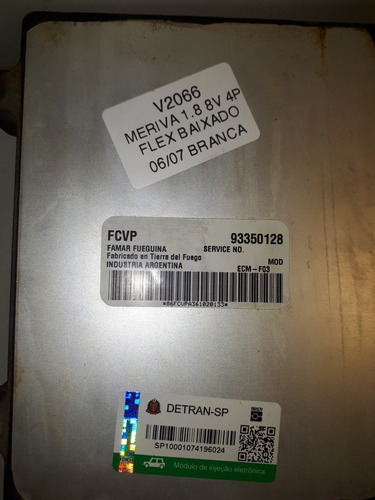 V2066
MERIVA 1.8 8V 4P
FLEX BAIXADO
06/07 BRANCA
FCVP 93350128
FAMAR FUEGUINA SERVICE NO.
Fabricado en Tierra del Fuego MOD
INDUSTRIA ARGENTINA ECM-F03
*86FCVPA361020133*
DETRAN-SP
SP10001074196024
Módulo de injeção eletrônica